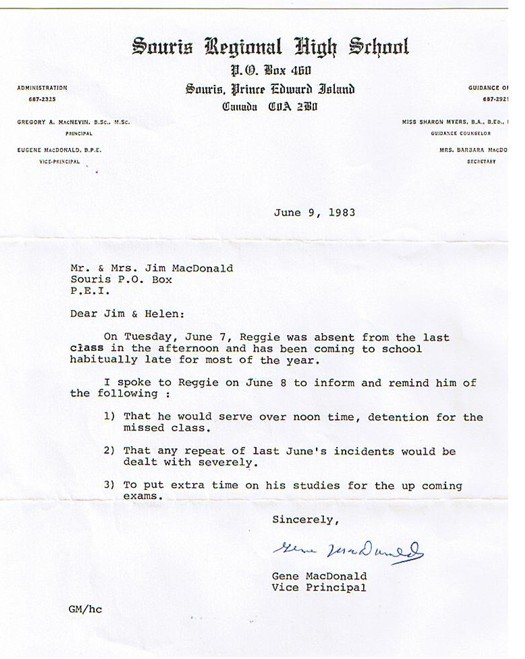 Souris Regional High School
P.O. Box 460
Souris, Prince Edward Island
Canada C0A 2B0
ADMINISTRATION
687-2325
GREGORY A. MACNEVIN, B.Sc., M.Sc.
PRINCIPAL
EUGENE MACDONALD, B.P.E.
VICE-PRINCIPAL
GUIDANCE
687-292
MISS SHARON MYERS, B.A., B.ED.,
GUIDANCE COUNSELOR
MRS. BARBARA MACDO
SECRETARY
June 9, 1983
Mr. & Mrs. Jim MacDonald
Souris P.O. Box
P.E.I.
Dear Jim & Helen:
On Tuesday, June 7, Reggie was absent from the last
class in the afternoon and has been coming to school
habitually late for most of the year.
I spoke to Reggie on June 8 to inform and remind him of
the following :
1) That he would serve over noon time, detention for the
missed class.
2) That any repeat of last June's incidents would be
dealt with severely.
3) To put extra time on his studies for the up coming
exams.
Sincerely,
Gene MacDonald
Gene MacDonald
Vice Principal
GM/hc